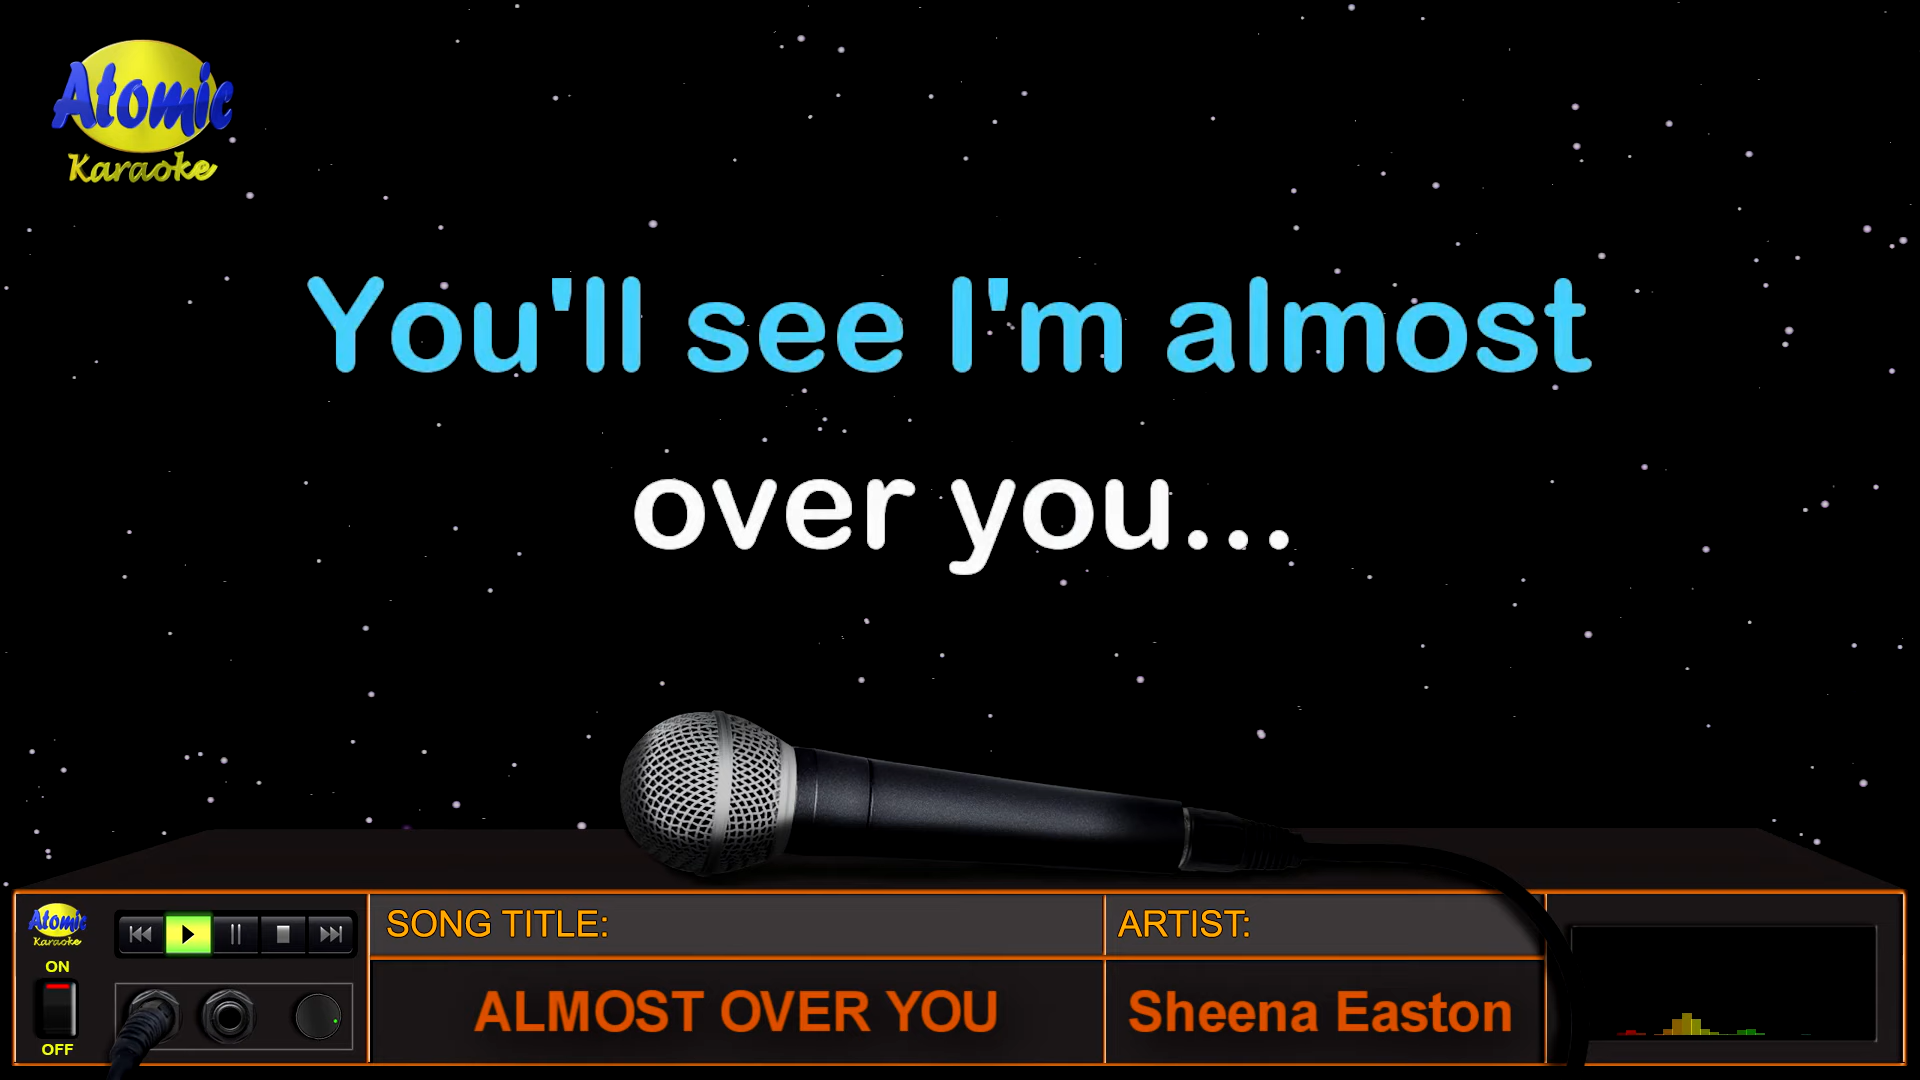 Atomic
Karaoke
You'll see I'm almost
over you...
Atomic
Karaoke
ON
OFF
SONG TITLE:
ARTIST:
ALMOST OVER YOU
Sheena Easton